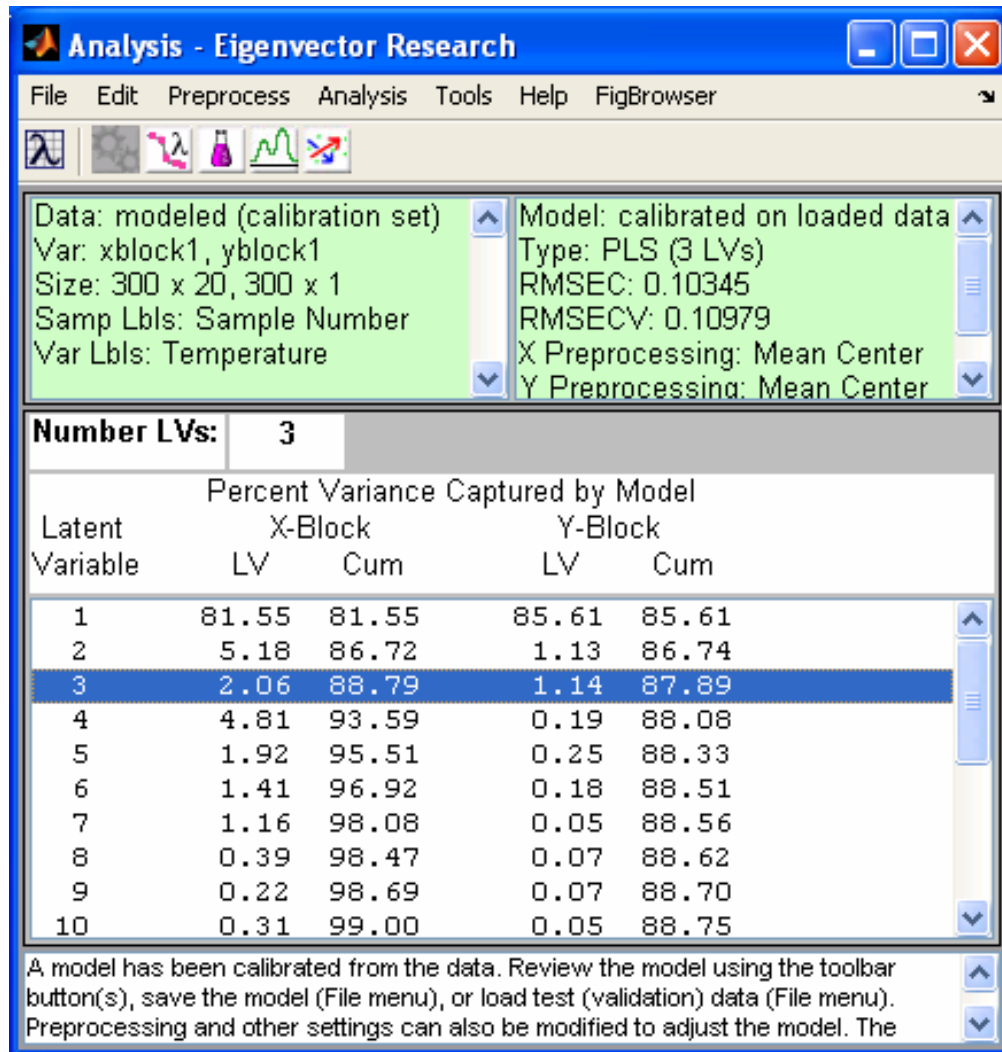 Analysis - Eigenvector Research
File Edit Preprocess Analysis Tools Help FigBrowser
Data: modeled (calibration set)
Var: xblock1, yblock1
Size: 300 x 20, 300 x 1
Samp Lbls: Sample Number
Var Lbls: Temperature
Model: calibrated on loaded data
Type: PLS (3 LVs)
RMSEC: 0.10345
RMSECV: 0.10979
X Preprocessing: Mean Center
Y Preprocessing: Mean Center
Number LVs: 3
Percent Variance Captured by Model
Latent X-Block Y-Block
Variable LV Cum LV Cum
1 81.55 81.55 85.61 85.61
2 5.18 86.72 1.13 86.74
3 2.06 88.79 1.14 87.89
4 4.81 93.59 0.19 88.08
5 1.92 95.51 0.25 88.33
6 1.41 96.92 0.18 88.51
7 1.16 98.08 0.05 88.56
8 0.39 98.47 0.07 88.62
9 0.22 98.69 0.07 88.70
10 0.31 99.00 0.05 88.75
A model has been calibrated from the data. Review the model using the toolbar
button(s), save the model (File menu), or load test (validation) data (File menu).
Preprocessing and other settings can also be modified to adjust the model. The